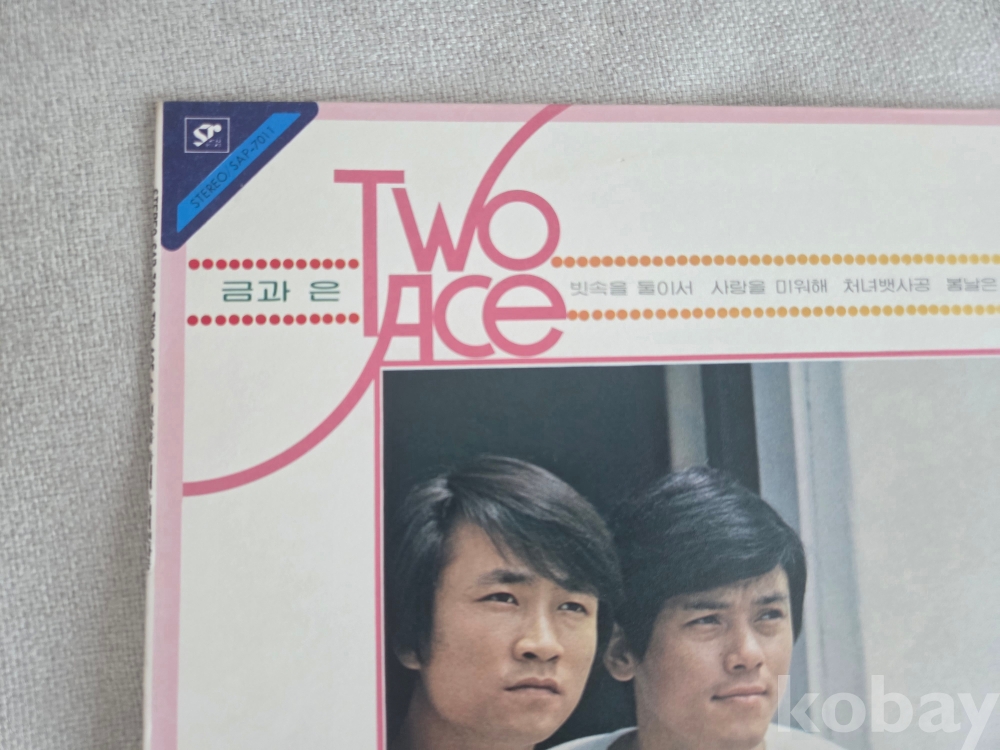 STEREO/SAP-7011
TWO
ACe
금과 은
빗속을 둘이서 사랑을 미워해 처녀뱃사공 봄날은
kobay